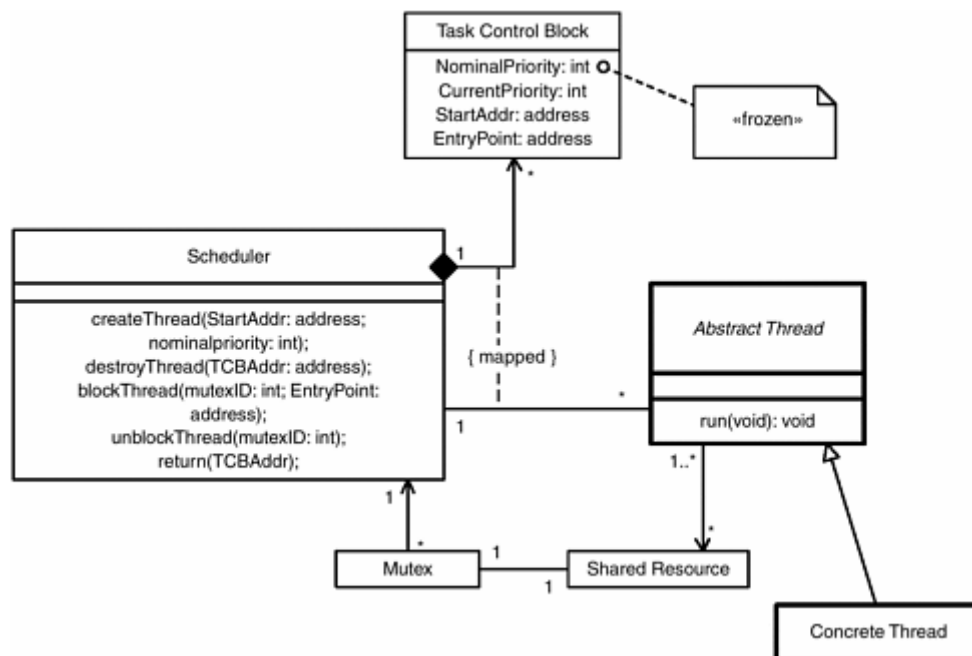 Task Control Block
NominalPriority: int
CurrentPriority: int
StartAddr: address
EntryPoint: address
«frozen»
*
Scheduler
1
createThread(StartAddr: address;
nominalpriority: int);
destroyThread(TCBAddr: address);
blockThread(mutexID: int; EntryPoint:
address);
unblockThread(mutexID: int);
return(TCBAddr);
{ mapped }
Abstract Thread
run(void): void
1
*
1..*
*
1
*
Mutex
1
1
Shared Resource
Concrete Thread